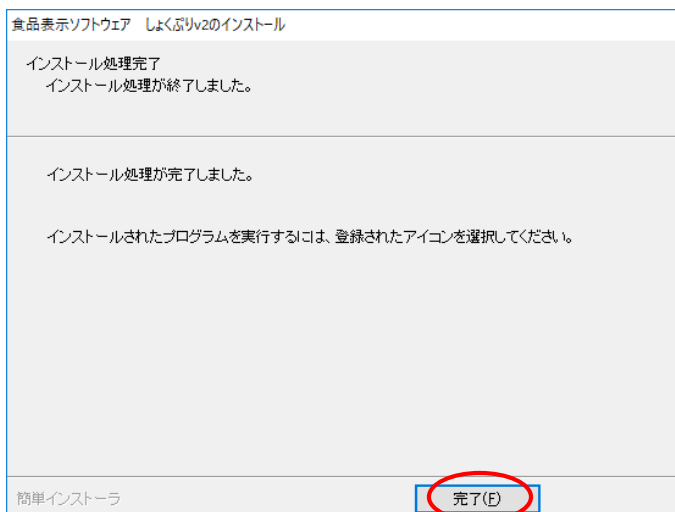 食品表示ソフトウェア　しょくぷりv2のインストール
インストール処理完了
インストール処理が終了しました。
インストール処理が完了しました。
インストールされたプログラムを実行するには、登録されたアイコンを選択してください。
簡単インストーラ
完了(F)